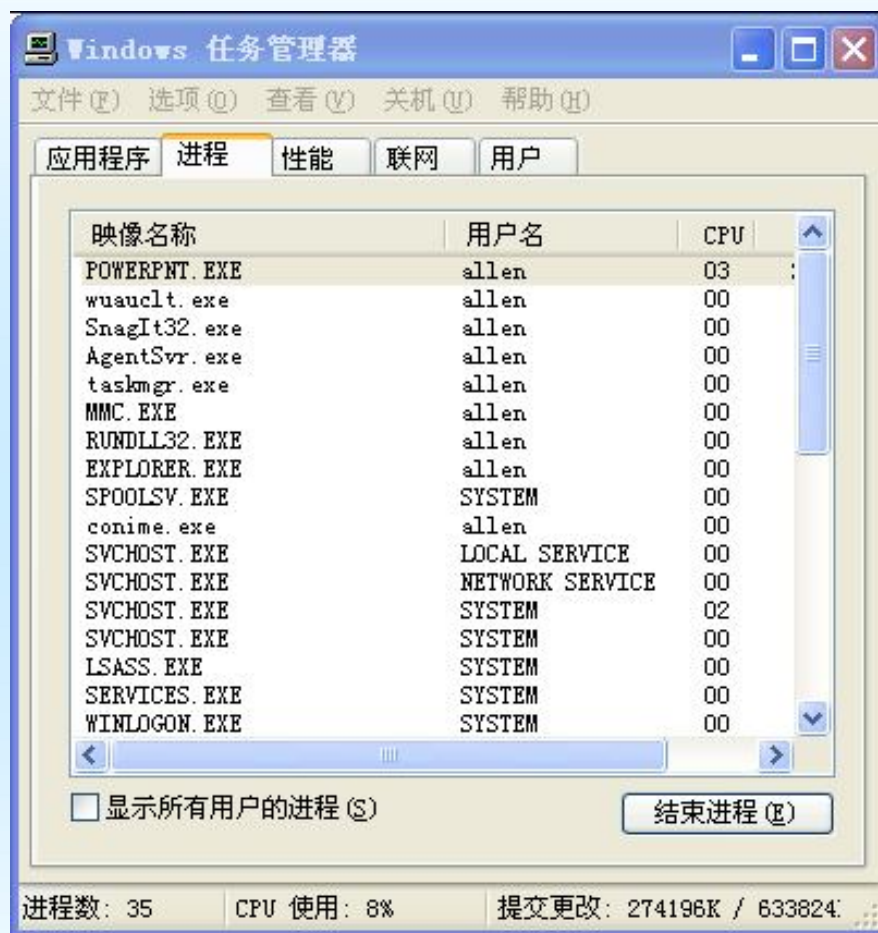 Windows 任务管理器
文件(F) 选项(O) 查看(V) 关机(U) 帮助(H)
应用程序 进程 性能 联网 用户
映像名称 用户名 CPU
POWERPNT.EXE allen 03
wuauclt.exe allen 00
SnagIt32.exe allen 00
AgentSvr.exe allen 00
taskmgr.exe allen 00
MMC.EXE allen 00
RUNDLL32.EXE allen 00
EXPLORER.EXE allen 00
SPOOLSV.EXE SYSTEM 00
conime.exe allen 00
SVCHOST.EXE LOCAL SERVICE 00
SVCHOST.EXE NETWORK SERVICE 00
SVCHOST.EXE SYSTEM 02
SVCHOST.EXE SYSTEM 00
LSASS.EXE SYSTEM 00
SERVICES.EXE SYSTEM 00
WINLOGON.EXE SYSTEM 00
显示所有用户的进程(S) 结束进程(E)
进程数: 35 CPU 使用: 8% 提交更改: 274196K / 633824